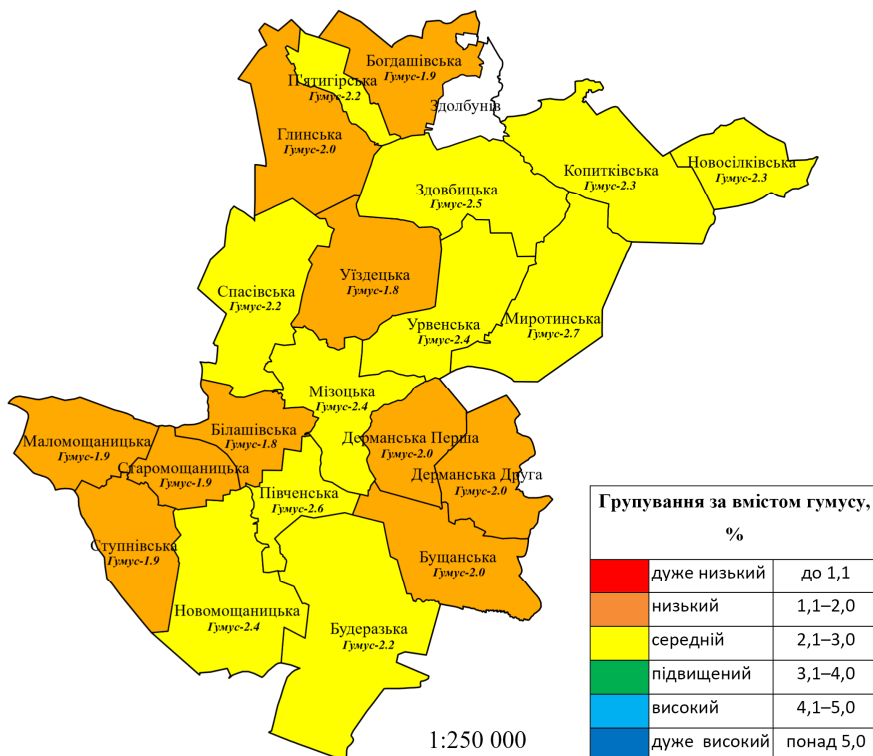 Богдашівська
Гумус-1.9
П'ятигірська
Гумус-2.2
Здолбунів
Глинська
Гумус-2.0
Копитківська
Гумус-2.3
Новосілківська
Гумус-2.3
Здовбицька
Гумус-2.5
Уїздецька
Гумус-1.8
Спасівська
Гумус-2.2
Урвенська
Гумус-2.4
Миротинська
Гумус-2.7
Мізоцька
Гумус-2.4
Білашівська
Гумус-1.8
Маломощаницька
Гумус-1.9
Дерманська Перша
Гумус-2.0
Старомощаницька
Гумус-1.9
Дерманська Друга
Гумус-2.0
Півченська
Гумус-2.6
Ступнівська
Гумус-1.9
Бущанська
Гумус-2.0
Новомощаницька
Гумус-2.4
Будеразька
Гумус-2.2
1:250 000
Групування за вмістом гумусу,
%
дуже низький до 1,1
низький 1,1–2,0
середній 2,1–3,0
підвищений 3,1–4,0
високий 4,1–5,0
дуже високий понад 5,0